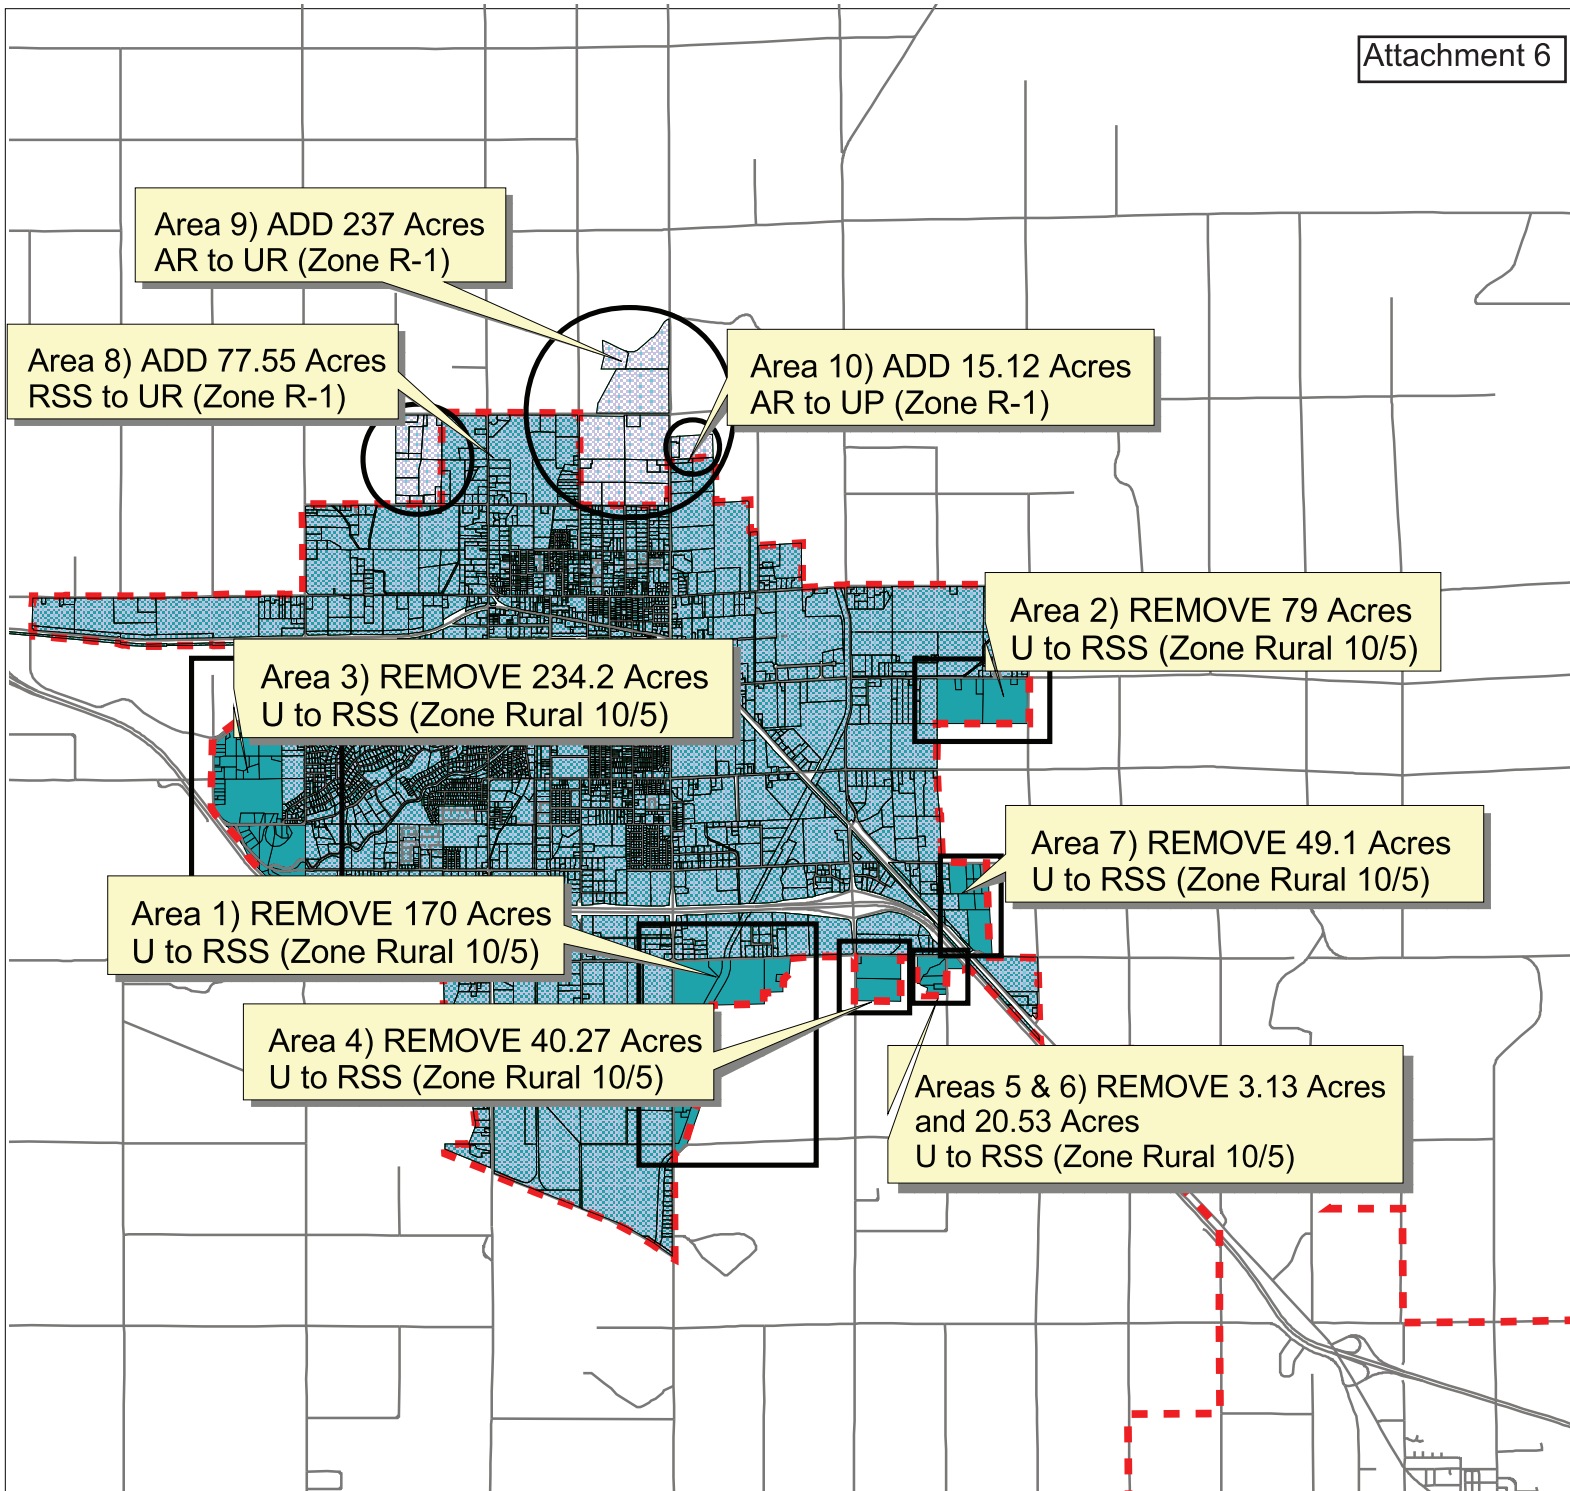 Attachment 6
Area 9) ADD 237 Acres
AR to UR (Zone R-1)
Area 8) ADD 77.55 Acres
RSS to UR (Zone R-1)
Area 10) ADD 15.12 Acres
AR to UP (Zone R-1)
Area 2) REMOVE 79 Acres
U to RSS (Zone Rural 10/5)
Area 3) REMOVE 234.2 Acres
U to RSS (Zone Rural 10/5)
Area 7) REMOVE 49.1 Acres
U to RSS (Zone Rural 10/5)
Area 1) REMOVE 170 Acres
U to RSS (Zone Rural 10/5)
Area 4) REMOVE 40.27 Acres
U to RSS (Zone Rural 10/5)
Areas 5 & 6) REMOVE 3.13 Acres
and 20.53 Acres
U to RSS (Zone Rural 10/5)